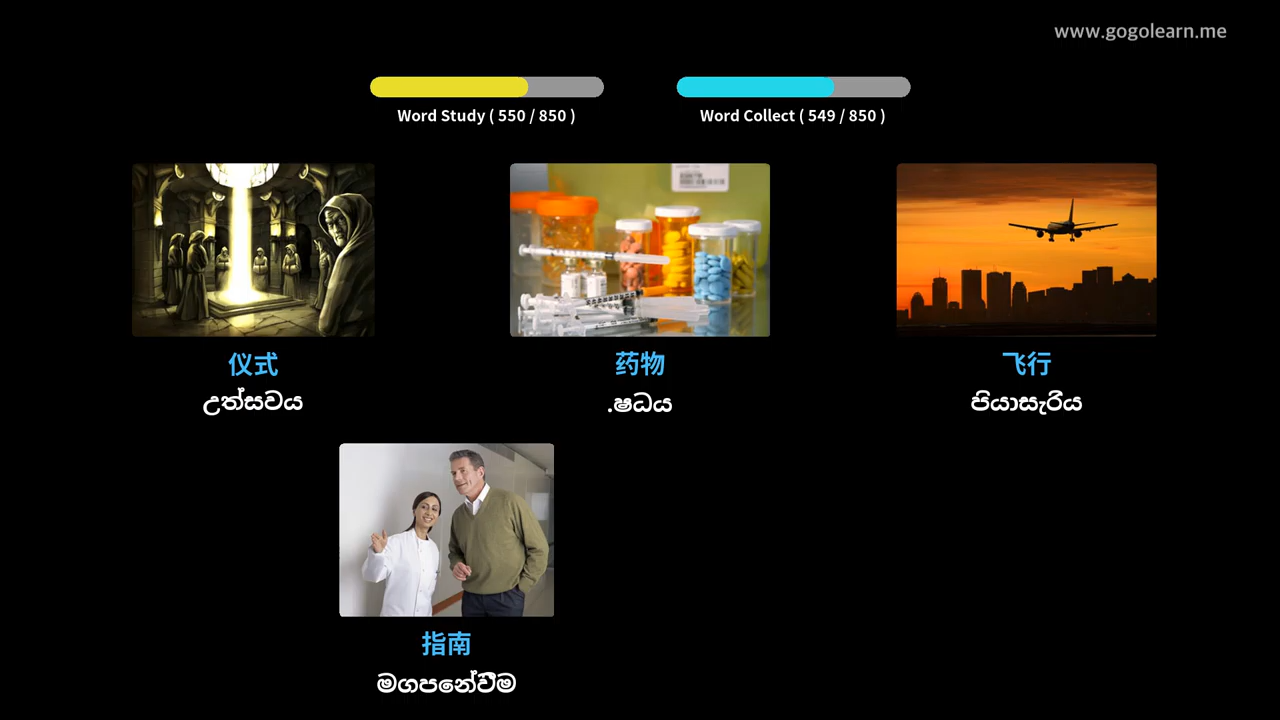 www.gogolearn.me
Word Study ( 550 / 850 )
Word Collect ( 549 / 850 )
仪式
උත්සවය
药物
.ෂධය
飞行
පියාසැරිය
指南
මගපෙන්වීම